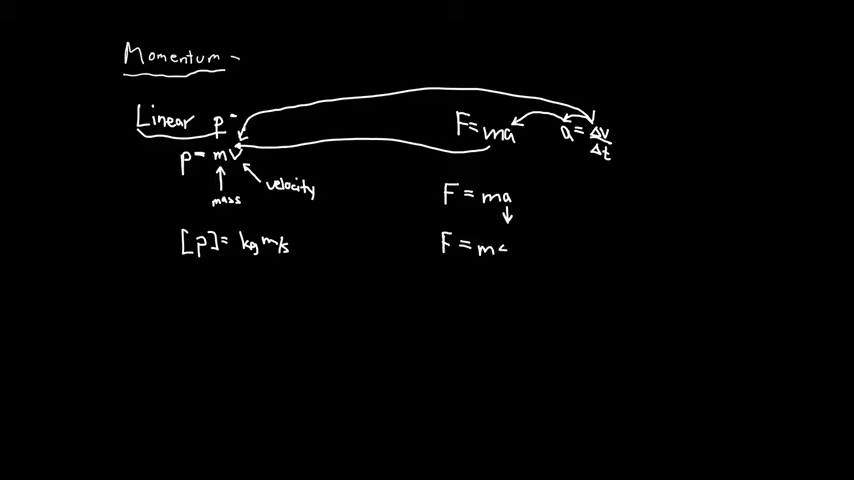 Momentum -
Linear p -
p = mv
mass
velocity
[p] = kg m/s
F = ma
a = Δv/Δt
F = ma
F = m